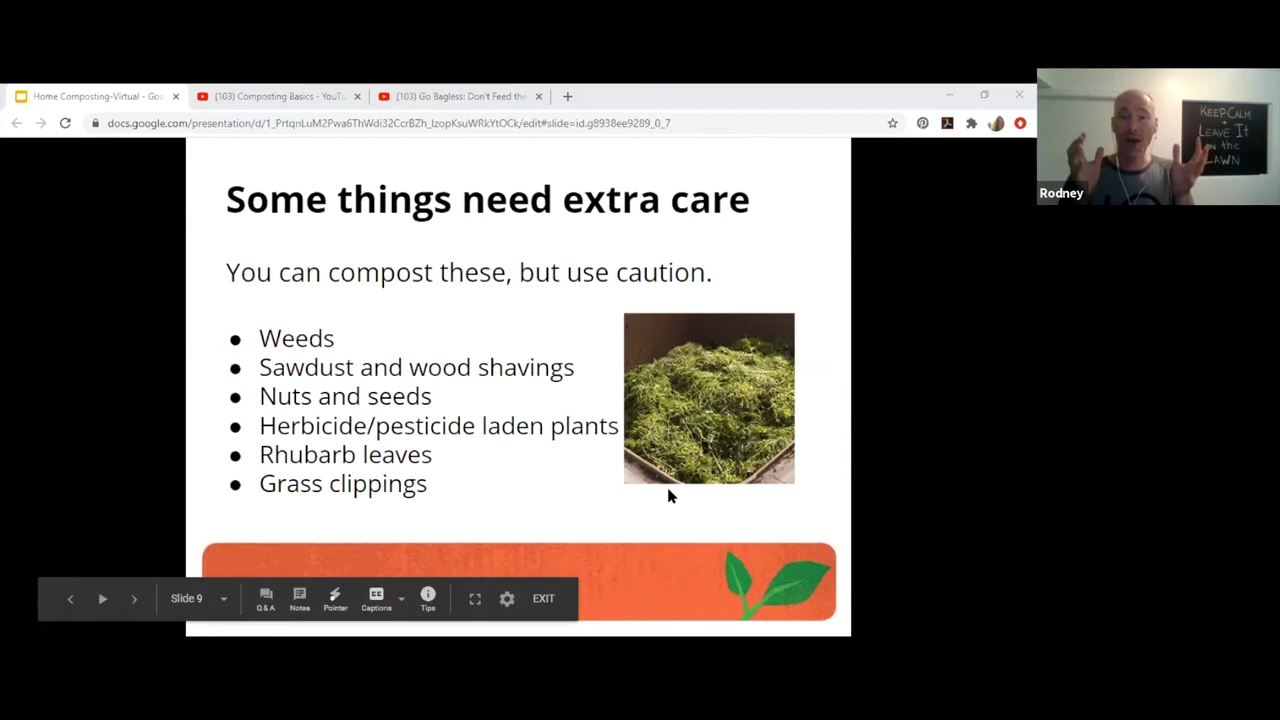 Home Composting-Virtual - Goo
(103) Composting Basics - YouTu
(103) Go Bagless: Don't Feed the
docs.google.com/presentation/d/1_PrtqnLuM2Pwa6ThWdi32CcrBZh_IzopKsuWRkYtOCk/edit#slide=id.g8938ee9289_0_7
KEEP CALM
+
LEAVE IT
ON the
LAWN
Rodney
Some things need extra care
You can compost these, but use caution.
● Weeds
● Sawdust and wood shavings
● Nuts and seeds
● Herbicide/pesticide laden plants
● Rhubarb leaves
● Grass clippings
Slide 9
Q & A
Notes
Pointer
Captions
Tips
EXIT